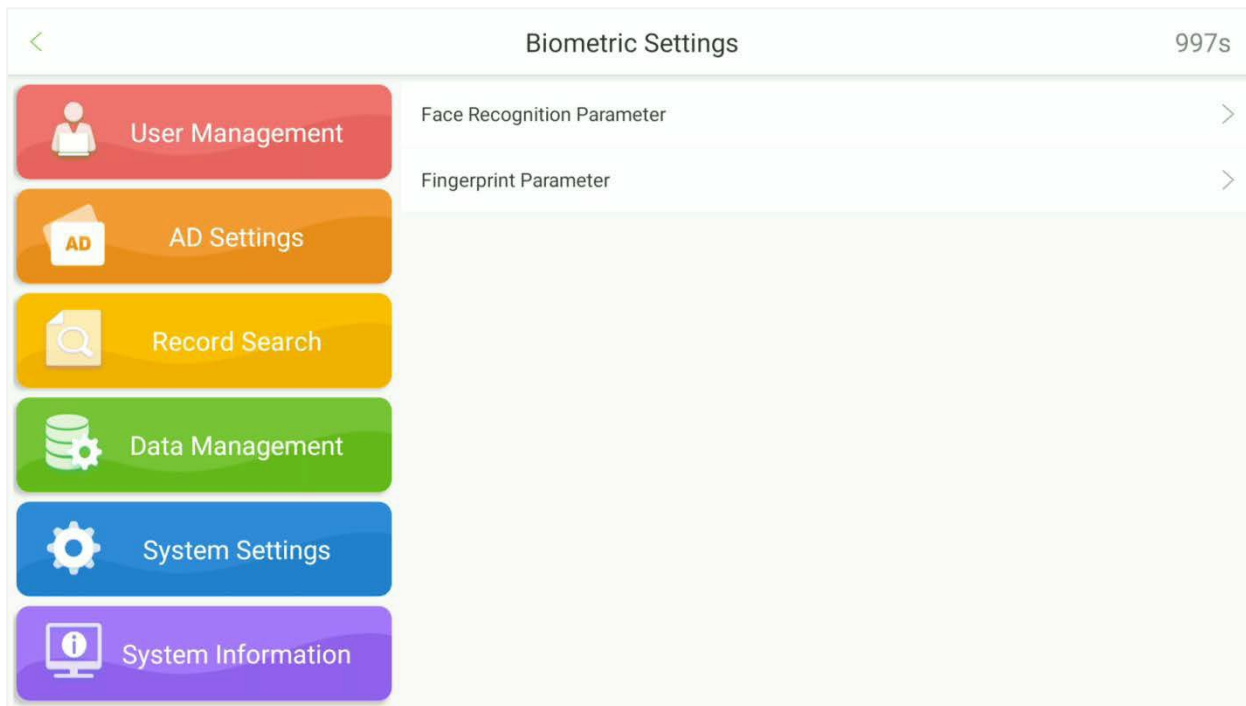 Biometric Settings
997s
User Management
AD
AD Settings
Record Search
Data Management
System Settings
System Information
Face Recognition Parameter
Fingerprint Parameter